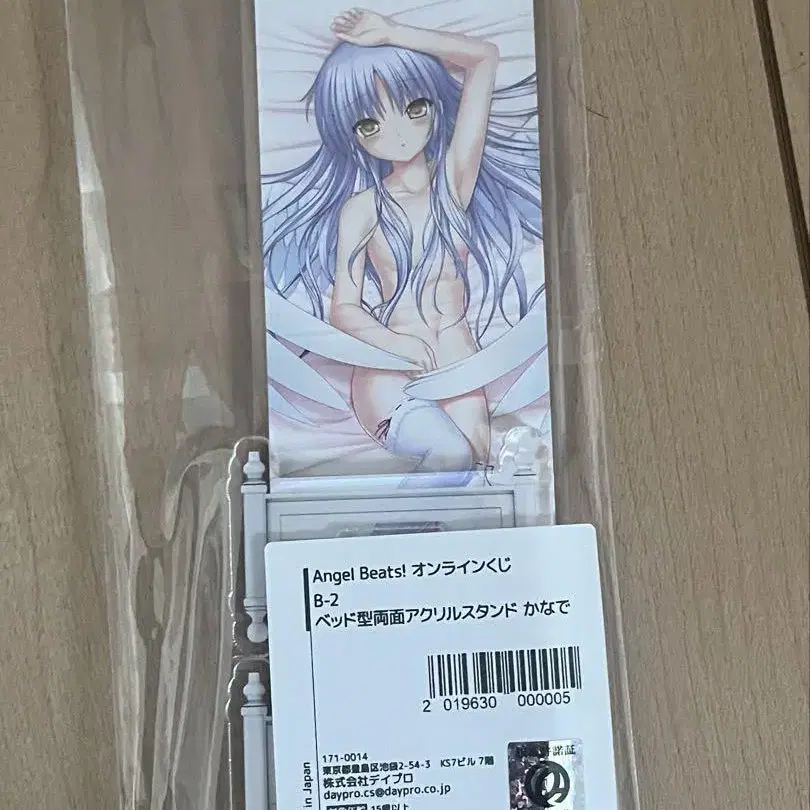 Angel Beats! オンラインくじ
B-2
ベッド型両面アクリルスタンド かなで
2 019630 000005
171-0014
東京都豊島区池袋2-54-3 KS7ビル 7階
株式会社デイプロ
daypro.cs@daypro.co.jp
15歳以上
in Japan
許諾証